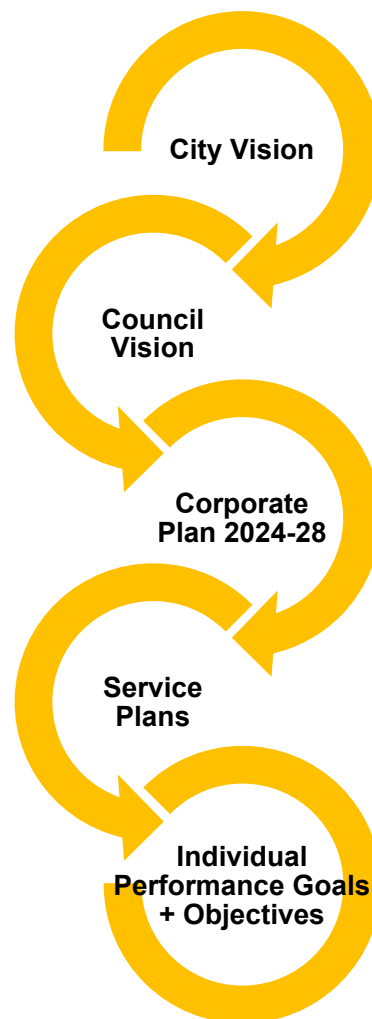 City Vision
Council
Vision
Corporate
Plan 2024-28
Service
Plans
Individual
Performance Goals
+ Objectives